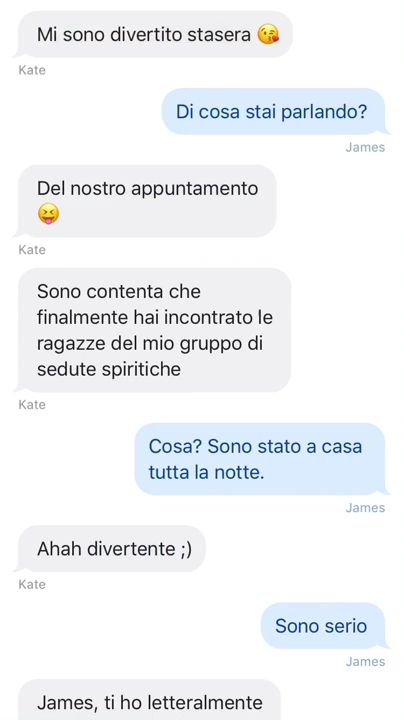 Mi sono divertito stasera 😘
Kate
Di cosa stai parlando?
James
Del nostro appuntamento
😝
Kate
Sono contenta che
finalmente hai incontrato le
ragazze del mio gruppo di
sedute spiritiche
Kate
Cosa? Sono stato a casa
tutta la notte.
James
Ahah divertente ;)
Kate
Sono serio
James
James, ti ho letteralmente